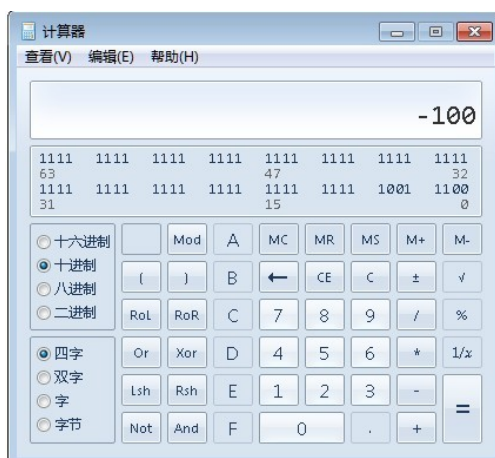 计算器
查看(V) 编辑(E) 帮助(H)
-100
1111 1111 1111 1111 1111 1111 1111 1111
63 47 32
1111 1111 1111 1111 1111 1111 1001 1100
31 15 0
十六进制 Mod A MC MR MS M+ M-
十进制 ( ) B ← CE C ± √
八进制
二进制 RoL RoR C 7 8 9 / %
四字 Or Xor D 4 5 6 * 1/x
双字
字 Lsh Rsh E 1 2 3 - =
字节 Not And F 0 . +